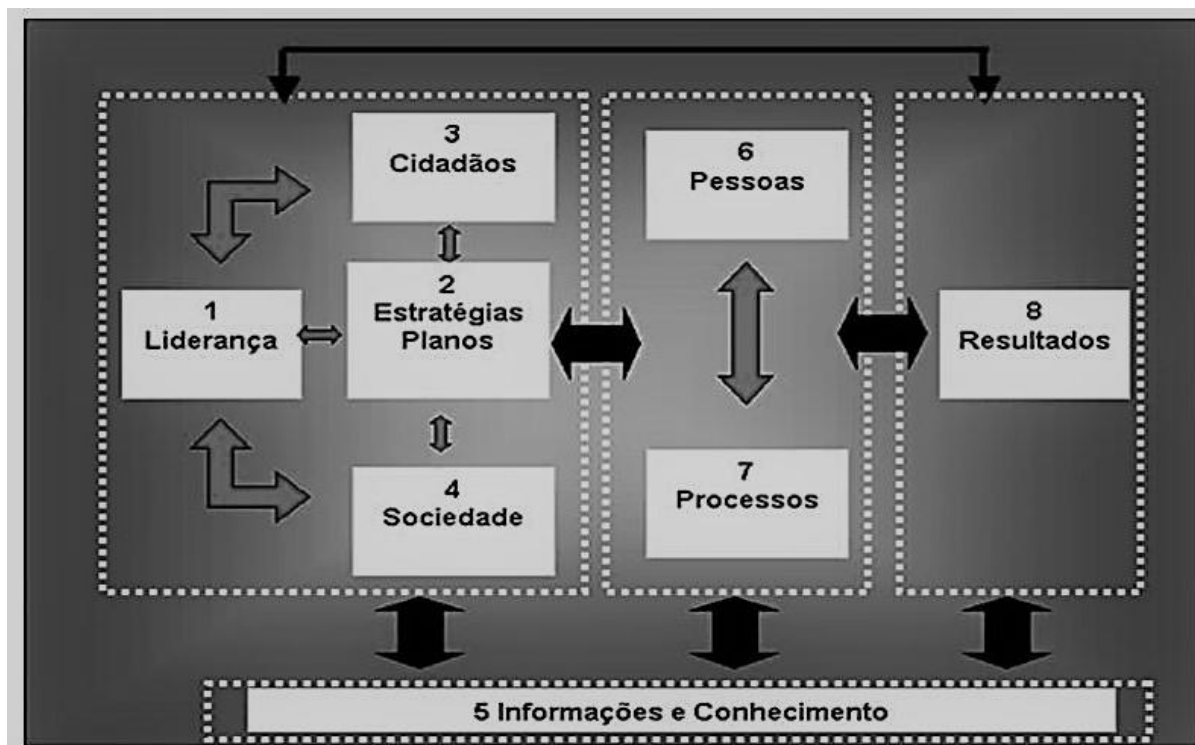 1
Liderança
2
Estratégias
Planos
3
Cidadãos
4
Sociedade
6
Pessoas
7
Processos
8
Resultados
5 Informações e Conhecimento